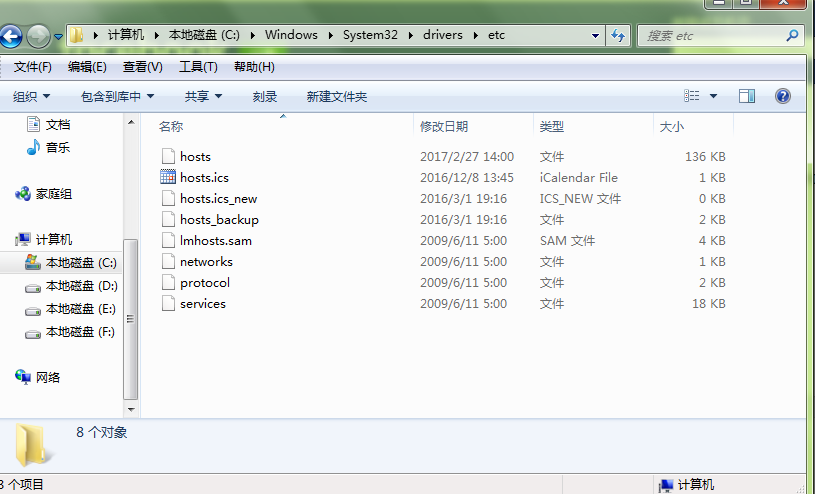 计算机 本地磁盘 (C:) Windows System32 drivers etc 搜索 etc
文件(F) 编辑(E) 查看(V) 工具(T) 帮助(H)
组织 包含到库中 共享 刻录 新建文件夹
文档
音乐
家庭组
计算机
本地磁盘 (C:)
本地磁盘 (D:)
本地磁盘 (E:)
本地磁盘 (F:)
网络
名称 修改日期 类型 大小
hosts 2017/2/27 14:00 文件 136 KB
hosts.ics 2016/12/8 13:45 iCalendar File 1 KB
hosts.ics_new 2016/3/1 19:16 ICS_NEW 文件 0 KB
hosts_backup 2016/3/1 19:16 文件 2 KB
lmhosts.sam 2009/6/11 5:00 SAM 文件 4 KB
networks 2009/6/11 5:00 文件 1 KB
protocol 2009/6/11 5:00 文件 2 KB
services 2009/6/11 5:00 文件 18 KB
8 个对象
个项目 计算机